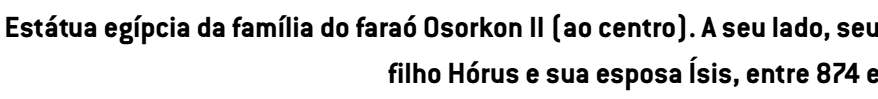 Estátua egípcia da família do faraó Osorkon II (ao centro). A seu lado, seu
filho Hórus e sua esposa Ísis, entre 874 e